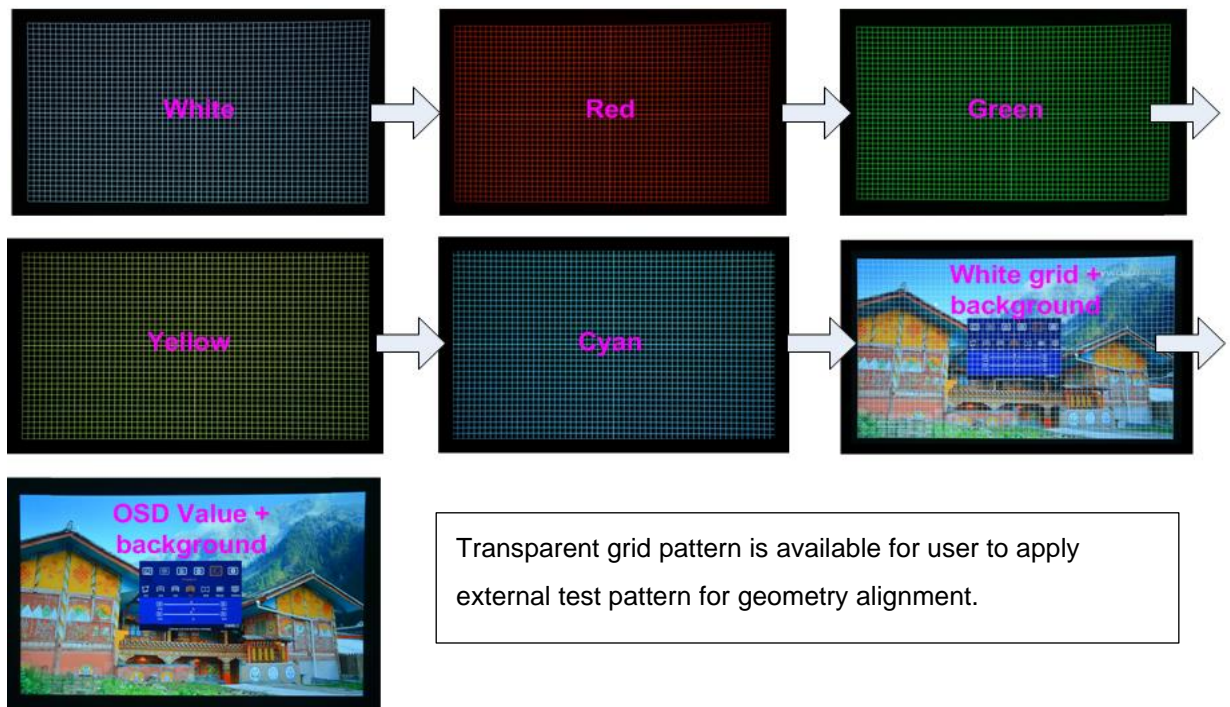 White
Red
Green
Yellow
Cyan
White grid +
background
OSD Value +
background
Transparent grid pattern is available for user to apply
external test pattern for geometry alignment.